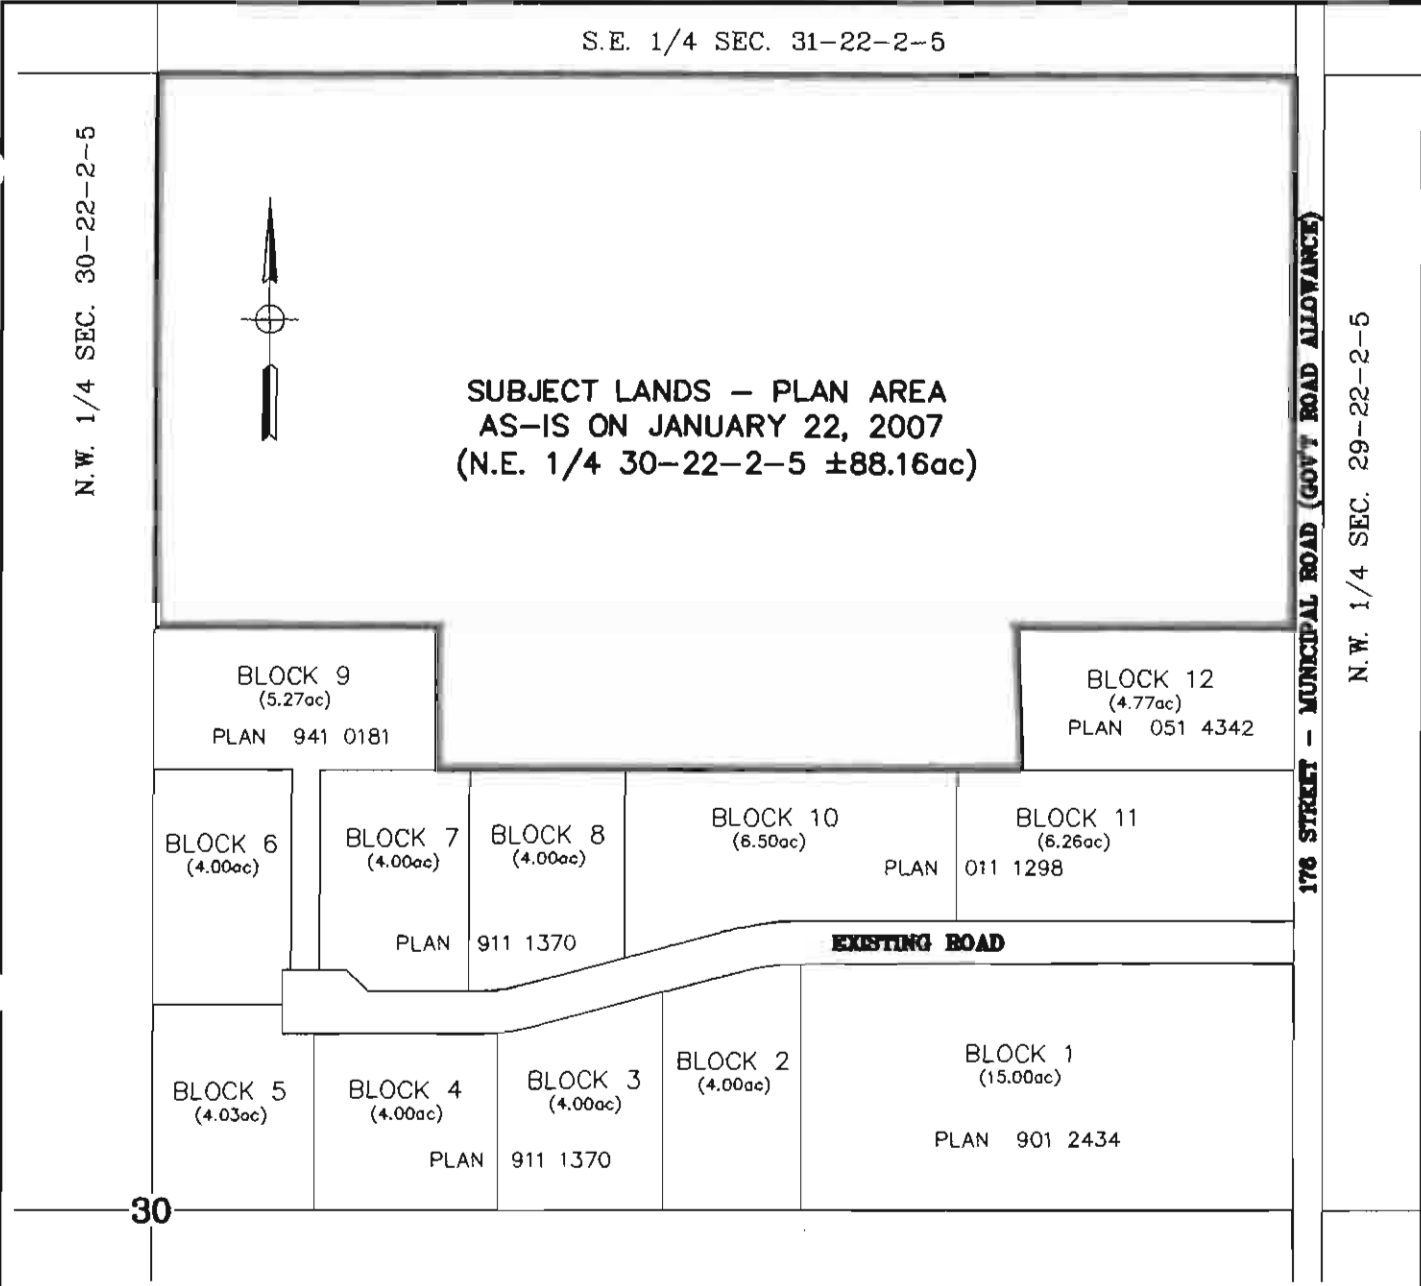 S.E. 1/4 SEC. 31-22-2-5
N.W. 1/4 SEC. 30-22-2-5
SUBJECT LANDS – PLAN AREA
AS-IS ON JANUARY 22, 2007
(N.E. 1/4 30-22-2-5 ±88.16ac)
178 STREET - MUNICIPAL ROAD (GOV'T ROAD ALLOWANCE)
N.W. 1/4 SEC. 29-22-2-5
BLOCK 9
(5.27ac)
PLAN 941 0181
BLOCK 12
(4.77ac)
PLAN 051 4342
BLOCK 6
(4.00ac)
BLOCK 7
(4.00ac)
BLOCK 8
(4.00ac)
PLAN 911 1370
BLOCK 10
(6.50ac)
BLOCK 11
(6.26ac)
PLAN 011 1298
EXISTING ROAD
BLOCK 5
(4.03ac)
BLOCK 4
(4.00ac)
BLOCK 3
(4.00ac)
PLAN 911 1370
BLOCK 2
(4.00ac)
BLOCK 1
(15.00ac)
PLAN 901 2434
30